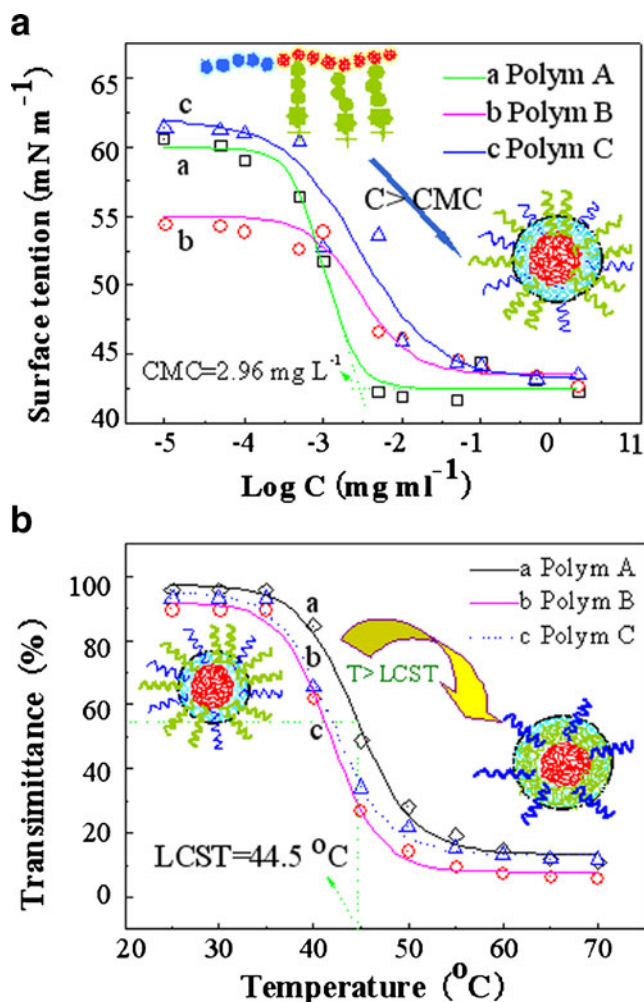 a
65
60
55
50
45
40
Surface tention (mN m⁻¹)
c
a
b
a Polym A
b Polym B
c Polym C
C> CMC
CMC=2.96 mg L⁻¹
-5 -4 -3 -2 -1 0 11
Log C (mg ml⁻¹)
b
100
80
60
40
20
0
Transimittance (%)
a
b
c
a Polym A
b Polym B
c Polym C
T> LCST
LCST=44.5 °C
20 30 40 50 60 70
Temperature (°C)